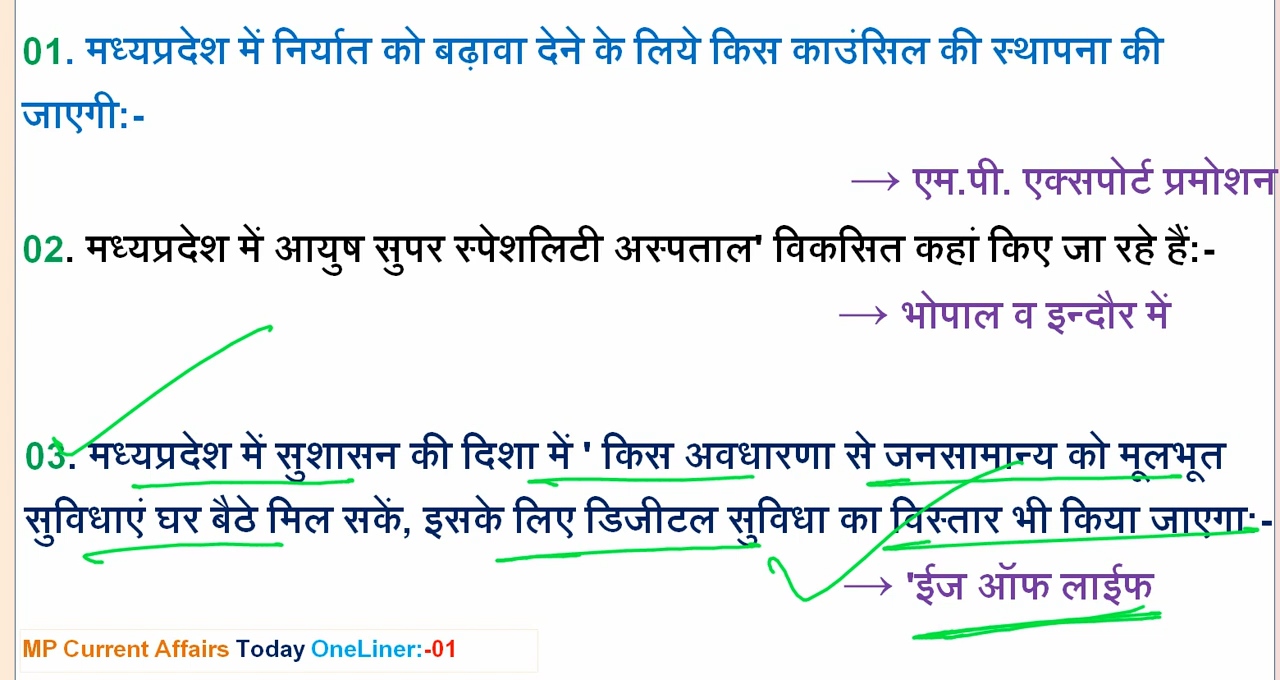 01. मध्यप्रदेश में निर्यात को बढ़ावा देने के लिये किस काउंसिल की स्थापना की
जाएगी:-
→ एम.पी. एक्सपोर्ट प्रमोशन
02. मध्यप्रदेश में आयुष सुपर स्पेशलिटी अस्पताल' विकसित कहां किए जा रहे हैं:-
→ भोपाल व इन्दौर में
03. मध्यप्रदेश में सुशासन की दिशा में ' किस अवधारणा से जनसामान्य को मूलभूत
सुविधाएं घर बैठे मिल सकें, इसके लिए डिजीटल सुविधा का विस्तार भी किया जाएगा:-
→ 'ईज ऑफ लाईफ
MP Current Affairs Today OneLiner:-01